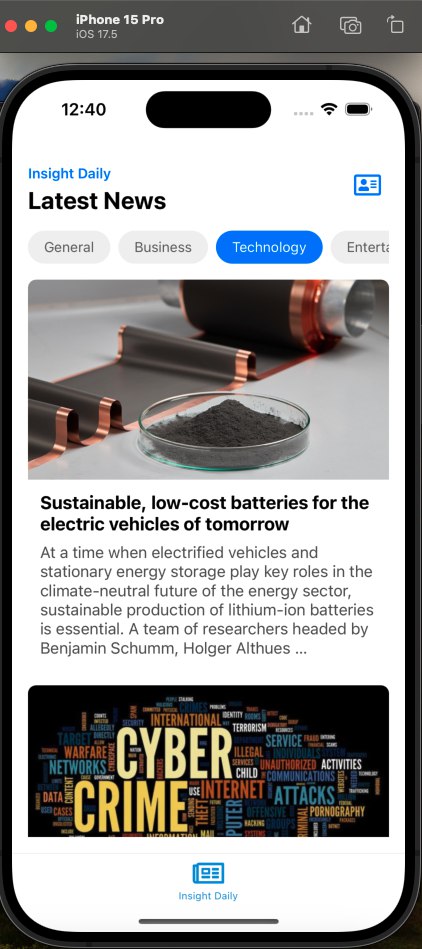 iPhone 15 Pro
iOS 17.5
12:40
Insight Daily
Latest News
General
Business
Technology
Enterta
Sustainable, low-cost batteries for the
electric vehicles of tomorrow
At a time when electrified vehicles and
stationary energy storage play key roles in the
climate-neutral future of the energy sector,
sustainable production of lithium-ion batteries
is essential. A team of researchers headed by
Benjamin Schumm, Holger Althues ...
INTERNATIONAL
IDENTITY
TERRORISM
TARGET
WARFARE
NETWORKS
CYBER
SERVICE
ILLEGAL
UNAUTHORIZED
ACTIVITIES
CHILD
COMMUNICATIONS
DATA
CONTENT
CRIME
USE
INTERNET
ATTACKS
THEFT
PORNOGRAPHY
Insight Daily